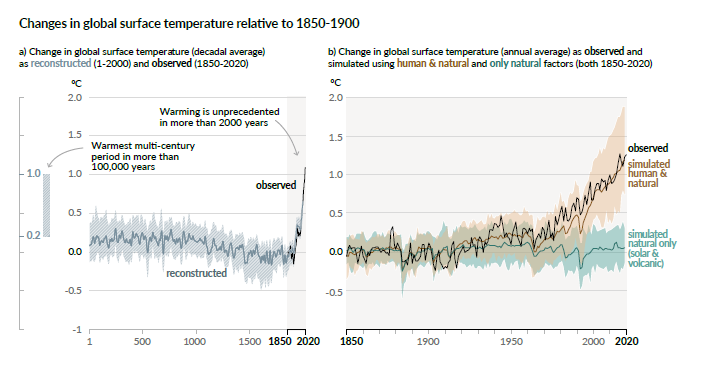 Changes in global surface temperature relative to 1850-1900
a) Change in global surface temperature (decadal average)
as reconstructed (1-2000) and observed (1850-2020)
b) Change in global surface temperature (annual average) as observed and
simulated using human & natural and only natural factors (both 1850-2020)
ºC
2.0
1.5
1.0
0.5
0.0
-0.5
-1
1.0
0.2
Warming is unprecedented
in more than 2000 years
Warmest multi-century
period in more than
100,000 years
observed
reconstructed
1
500
1000
1500
1850
2020
ºC
2.0
1.5
1.0
0.5
0.0
-0.5
observed
simulated
human &
natural
simulated
natural only
(solar &
volcanic)
1850
1900
1950
2000
2020